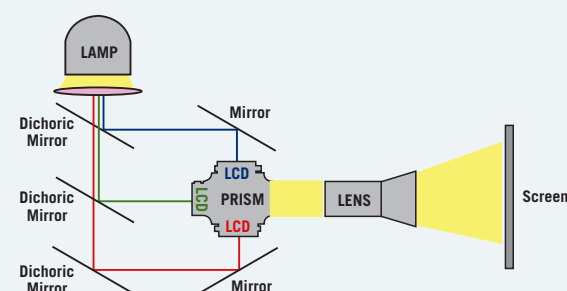 LAMP
Dichoric
Mirror
Mirror
LCD
Dichoric
Mirror
LCD
PRISM
LENS
Screen
LCD
Dichoric
Mirror
Mirror